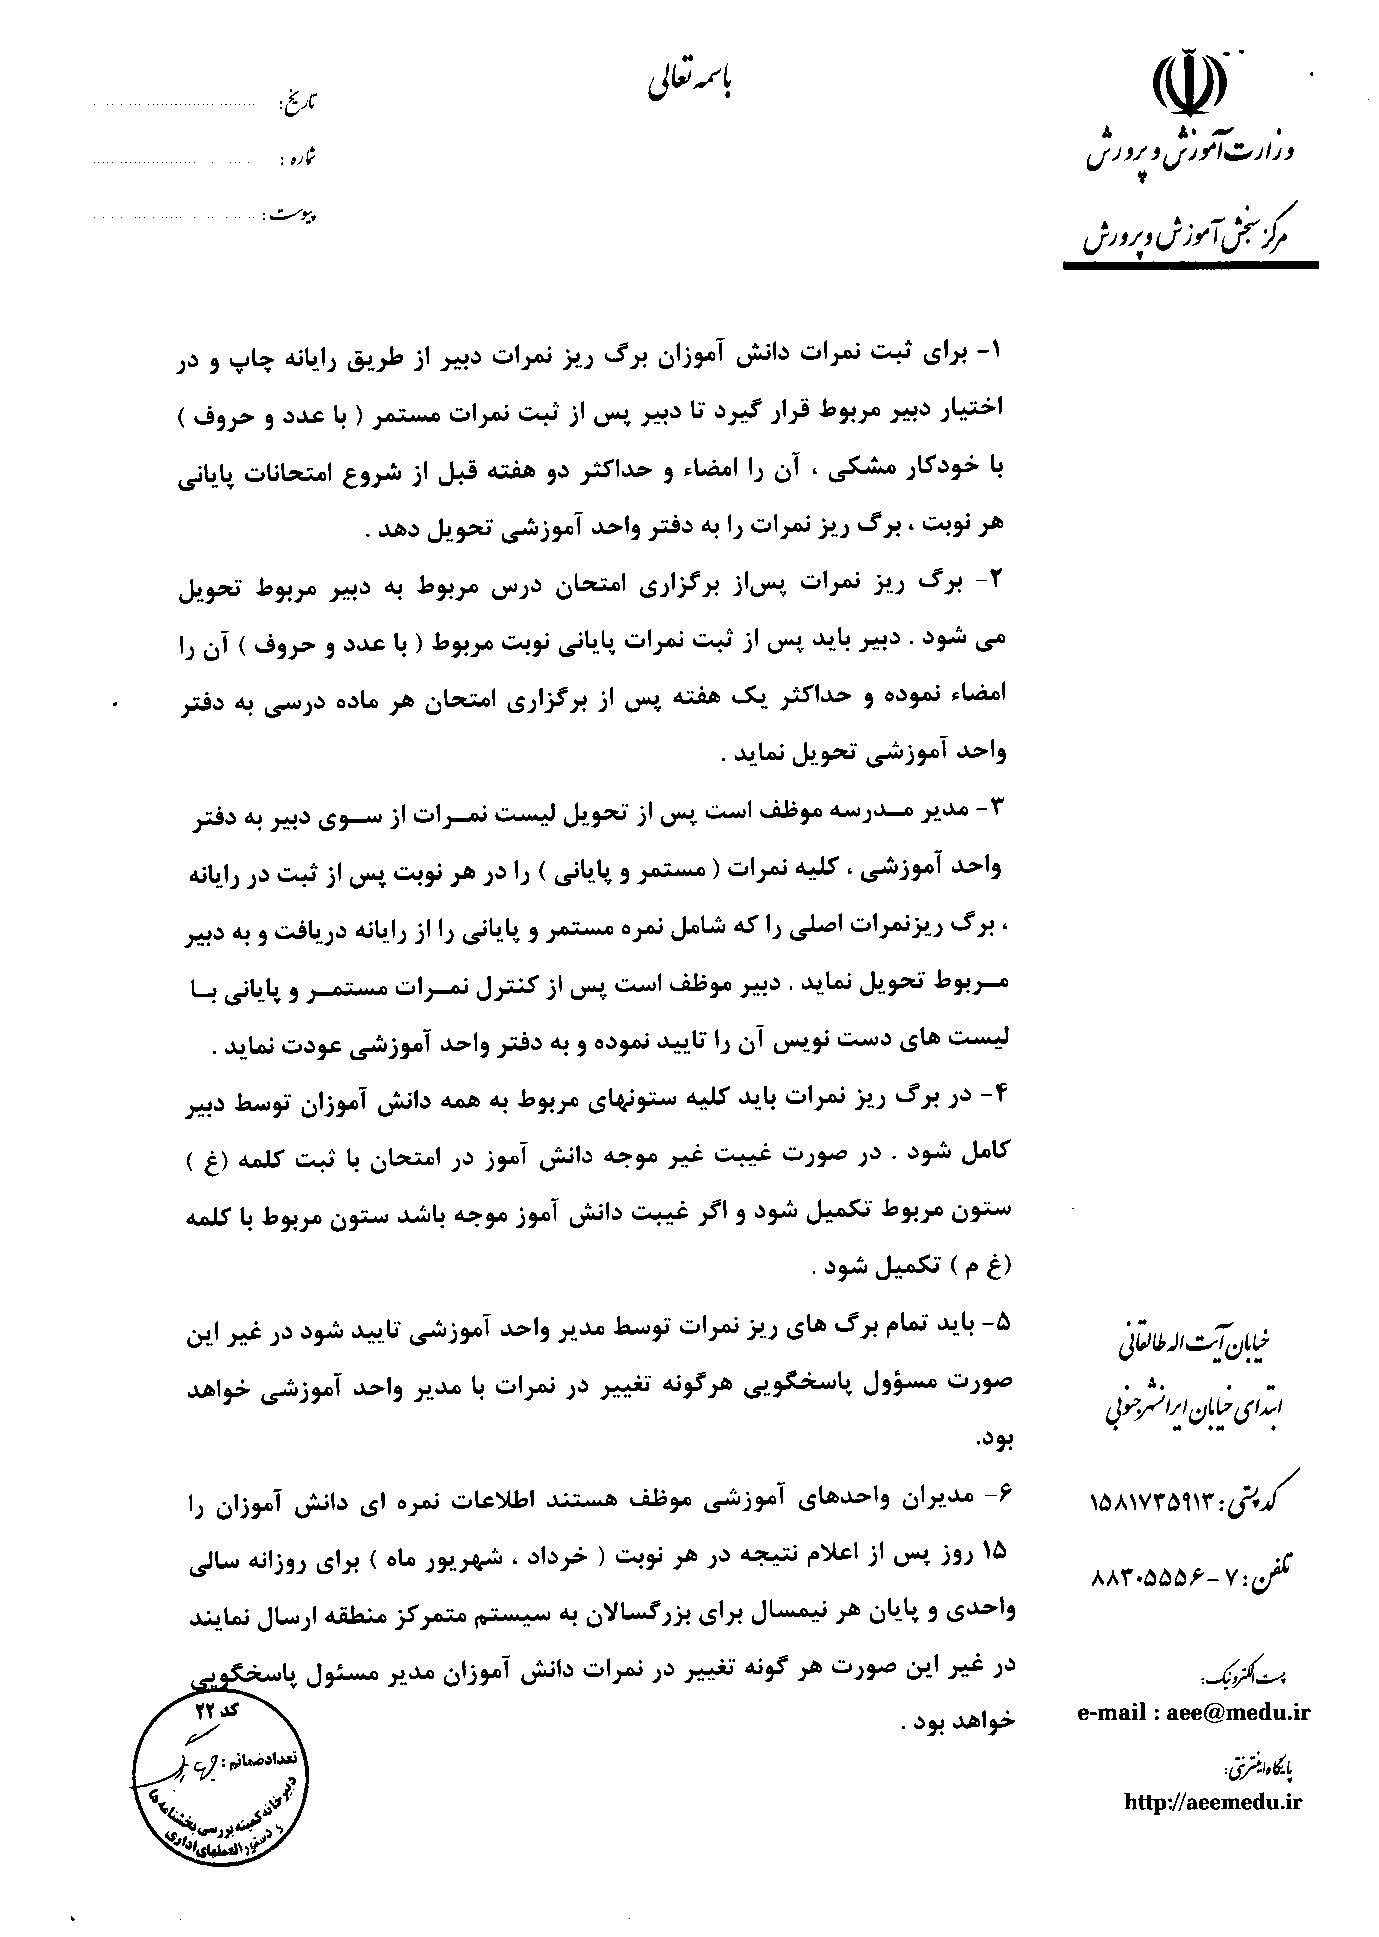 باسمه تعالی
وزارت آموزش و پرورش
مرکز سنجش آموزش و پرورش
تاریخ:
شماره :
پیوست :
۱- برای ثبت نمرات دانش آموزان برگ ریز نمرات دبیر از طریق رایانه چاپ و در
اختیار دبیر مربوط قرار گیرد تا دبیر پس از ثبت نمرات مستمر ( با عدد و حروف )
با خودکار مشکی ، آن را امضاء و حداکثر دو هفته قبل از شروع امتحانات پایانی
هر نوبت ، برگ ریز نمرات را به دفتر واحد آموزشی تحویل دهد .
۲- برگ ریز نمرات پس‌از برگزاری امتحان درس مربوط به دبیر مربوط تحویل
می شود . دبیر باید پس از ثبت نمرات پایانی نوبت مربوط ( با عدد و حروف ) آن را
امضاء نموده و حداکثر یک هفته پس از برگزاری امتحان هر ماده درسی به دفتر
واحد آموزشی تحویل نماید .
۳- مدیر مـدرسه موظف است پس از تحویل لیست نمـرات از سـوی دبیر به دفتر
واحد آموزشی ، کلیه نمرات ( مستمر و پایانی ) را در هر نوبت پس از ثبت در رایانه
، برگ ریزنمرات اصلی را که شامل نمره مستمر و پایانی را از رایانه دریافت و به دبیر
مـربوط تحویل نماید . دبیر موظف است پس از کنترل نمـرات مستمـر و پایانی بـا
لیست های دست نویس آن را تایید نموده و به دفتر واحد آموزشی عودت نماید .
۴- در برگ ریز نمرات باید کلیه ستونهای مربوط به همه دانش آموزان توسط دبیر
کامل شود . در صورت غیبت غیر موجه دانش آموز در امتحان با ثبت کلمه (غ )
ستون مربوط تکمیل شود و اگر غیبت دانش آموز موجه باشد ستون مربوط با کلمه
(غ م ) تکمیل شود .
۵- باید تمام برگ های ریز نمرات توسط مدیر واحد آموزشی تایید شود در غیر این
صورت مسؤول پاسخگویی هرگونه تغییر در نمرات با مدیر واحد آموزشی خواهد
بود.
۶- مدیران واحدهای آموزشی موظف هستند اطلاعات نمره ای دانش آموزان را
۱۵ روز پس از اعلام نتیجه در هر نوبت ( خرداد ، شهریور ماه ) برای روزانه سالی
واحدی و پایان هر نیمسال برای بزرگسالان به سیستم متمرکز منطقه ارسال نمایند
در غیر این صورت هر گونه تغییر در نمرات دانش آموزان مدیر مسئول پاسخگویی
خواهد بود .
خیابان آیت اله طالقانی
ابتدای خیابان ایرانشهر جنوبی
کد پستی : ۱۵۸۱۷۳۵۹۱۳
تلفن : ۷-۸۸۳۰۵۵۵۶
پست الکترونیک:
e-mail : aee@medu.ir
پایگاه اینترنتی:
http://aeemedu.ir
کد ۲۲
تعداد ضمائم :
دبیرخانه کمیته بررسی بخشنامه ها
و دستورالعملهای اداری